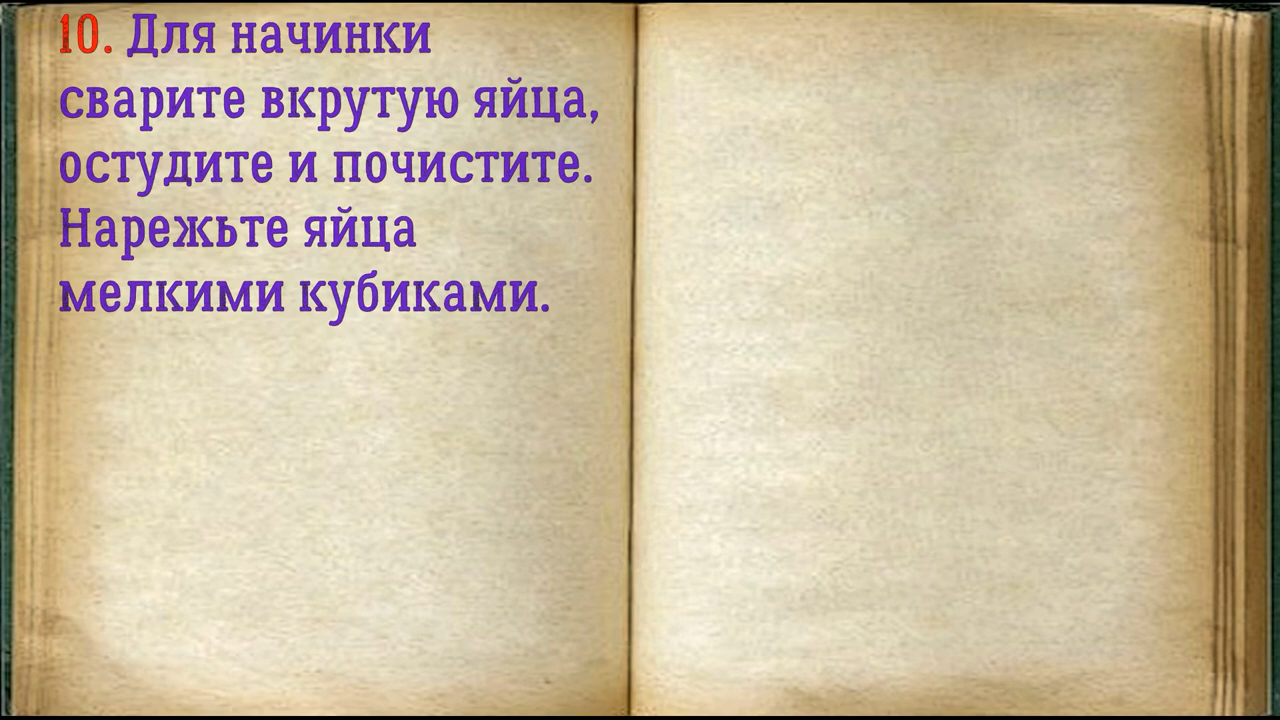 10. Для начинки
сварите вкрутую яйца,
остудите и почистите.
Нарежьте яйца
мелкими кубиками.